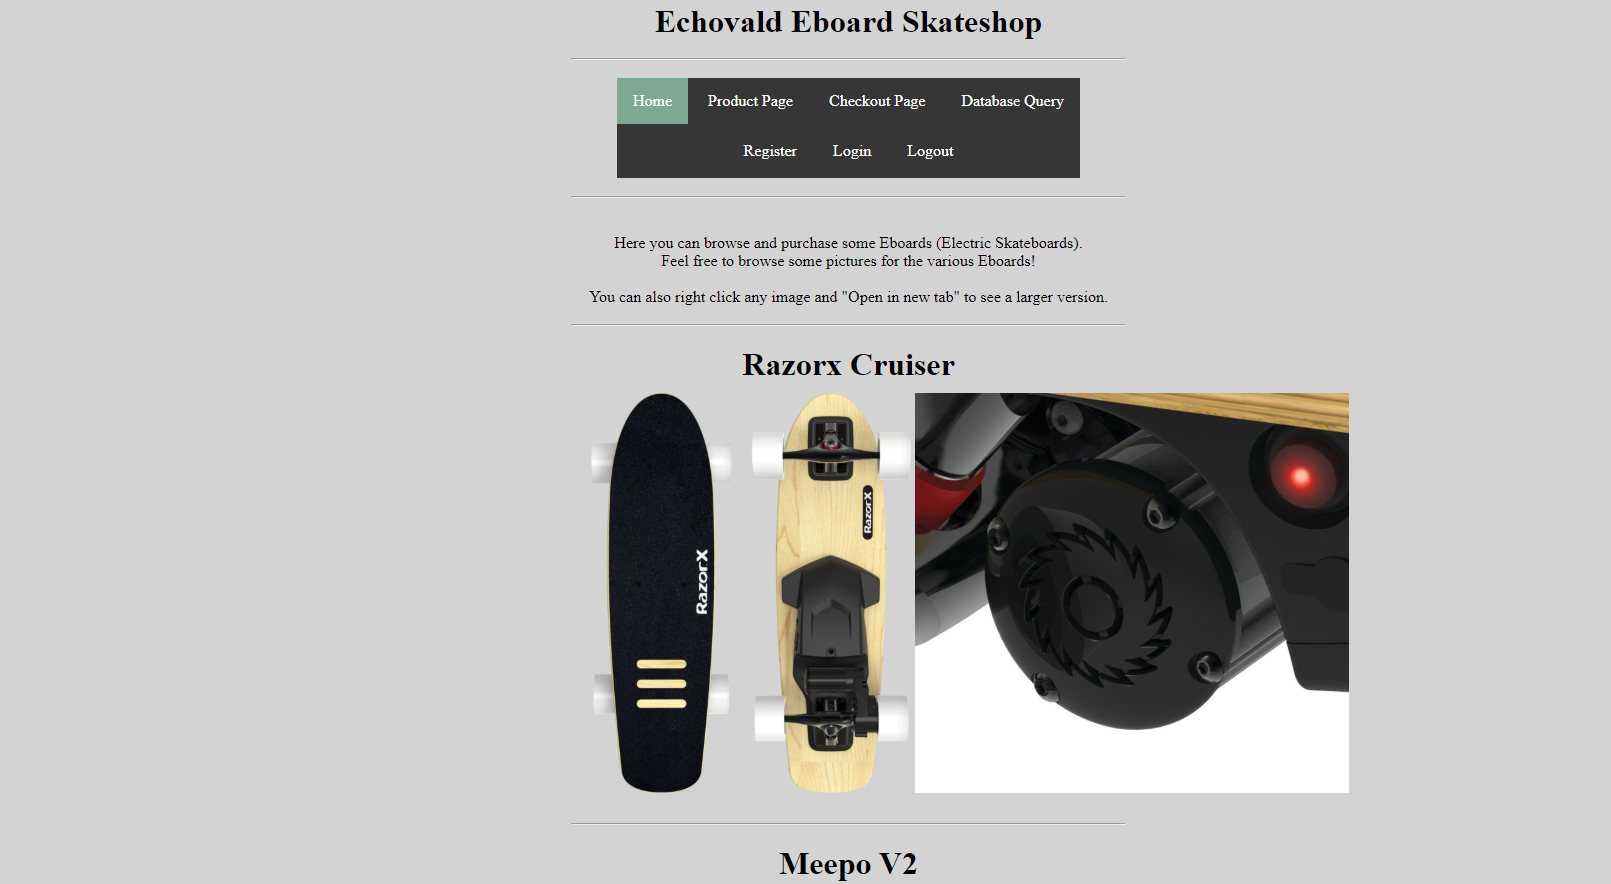 Echovald Eboard Skateshop
Home Product Page Checkout Page Database Query
Register Login Logout
Here you can browse and purchase some Eboards (Electric Skateboards).
Feel free to browse some pictures for the various Eboards!
You can also right click any image and "Open in new tab" to see a larger version.
Razorx Cruiser
RazorX
RazorX
Meepo V2